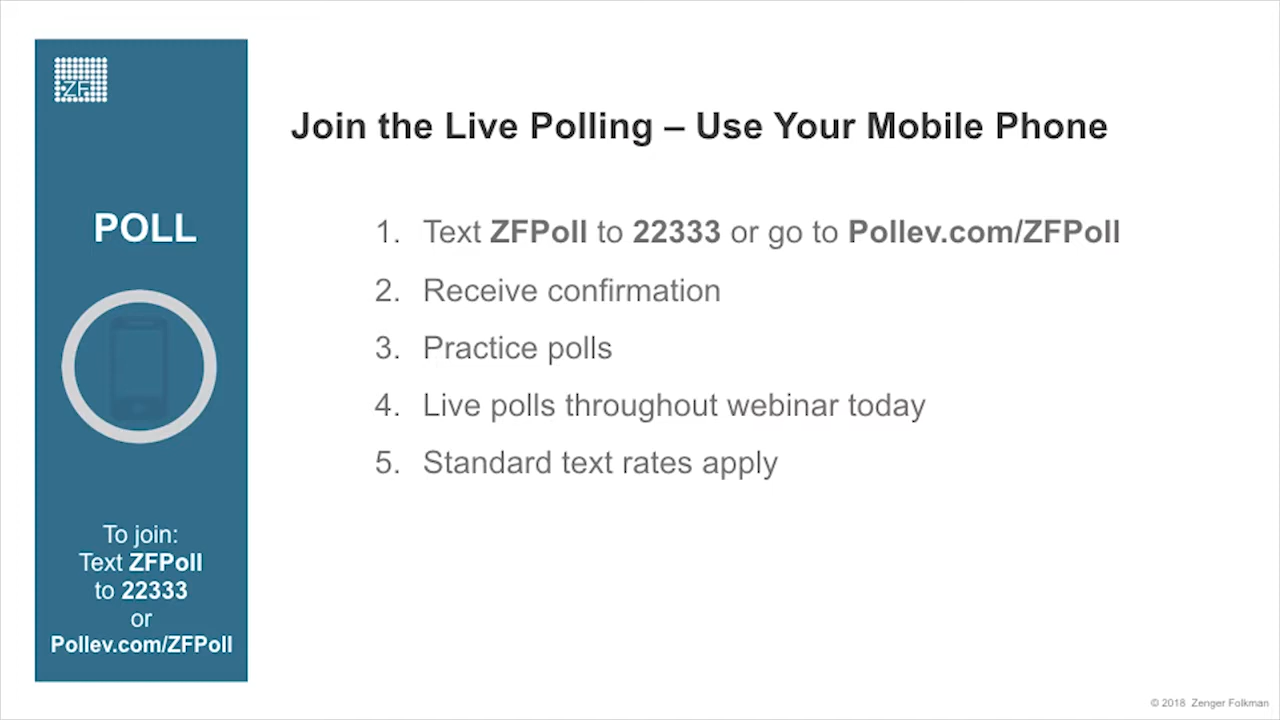 ZF
POLL
To join:
Text ZFPoll
to 22333
or
Pollev.com/ZFPoll
Join the Live Polling – Use Your Mobile Phone
1. Text ZFPoll to 22333 or go to Pollev.com/ZFPoll
2. Receive confirmation
3. Practice polls
4. Live polls throughout webinar today
5. Standard text rates apply
© 2018 Zenger Folkman